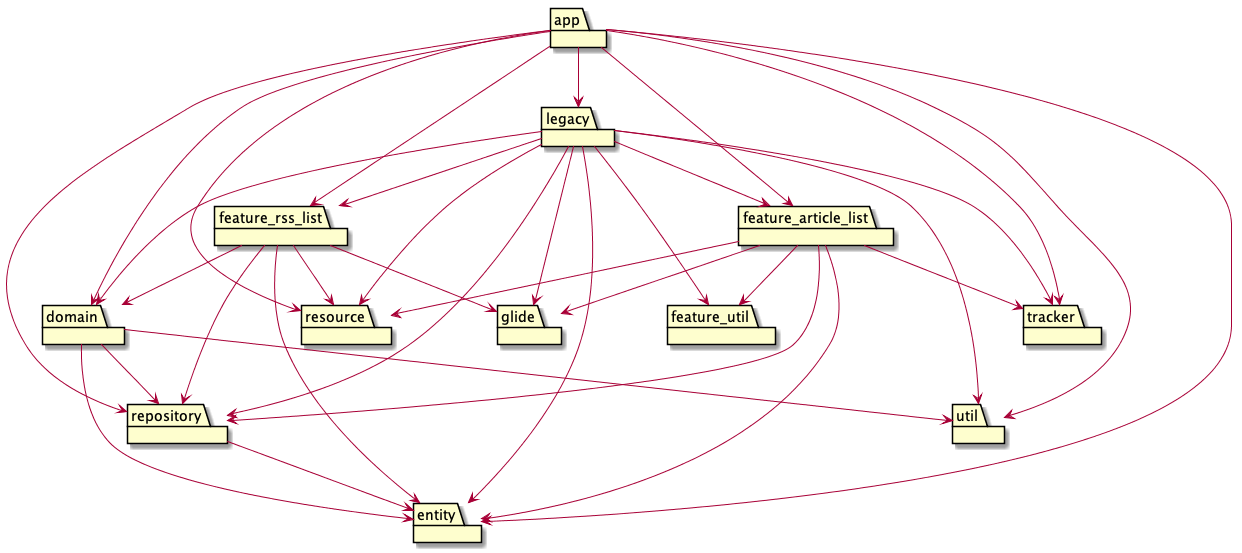 app
legacy
feature_rss_list
feature_article_list
domain
resource
glide
feature_util
tracker
repository
util
entity